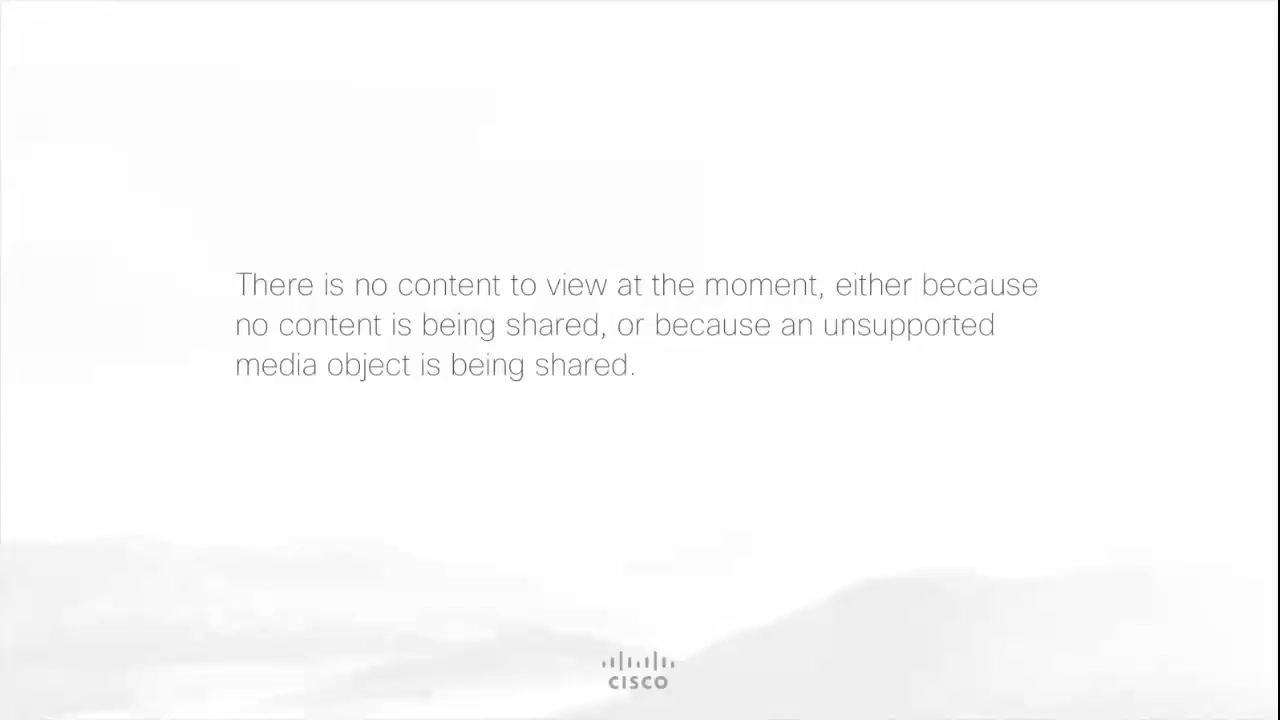 There is no content to view at the moment, either because
no content is being shared, or because an unsupported
media object is being shared.
CISCO